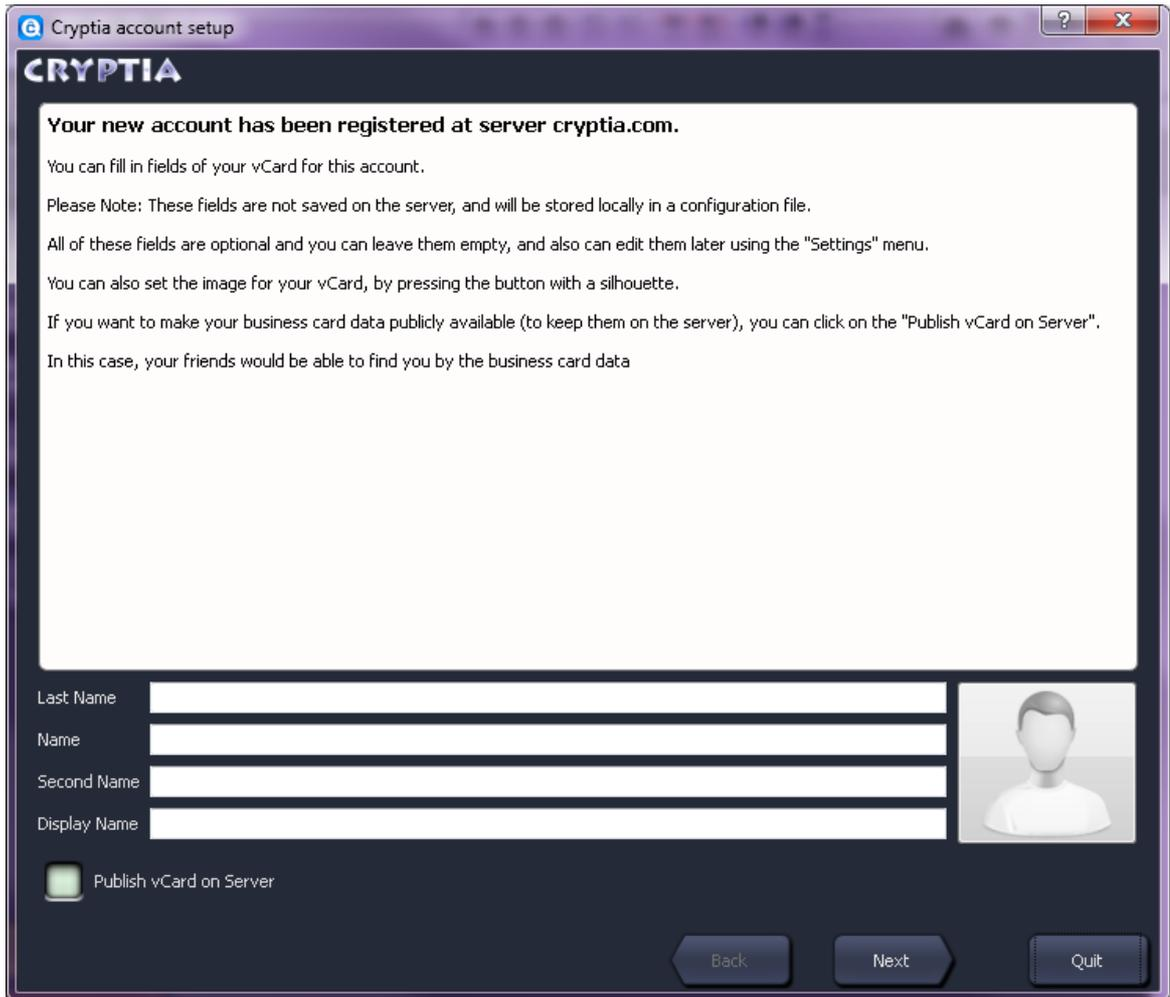 Cryptia account setup
CRYPTIA
Your new account has been registered at server cryptia.com.
You can fill in fields of your vCard for this account.
Please Note: These fields are not saved on the server, and will be stored locally in a configuration file.
All of these fields are optional and you can leave them empty, and also can edit them later using the "Settings" menu.
You can also set the image for your vCard, by pressing the button with a silhouette.
If you want to make your business card data publicly available (to keep them on the server), you can click on the "Publish vCard on Server".
In this case, your friends would be able to find you by the business card data
Last Name
Name
Second Name
Display Name
Publish vCard on Server
Back Next Quit